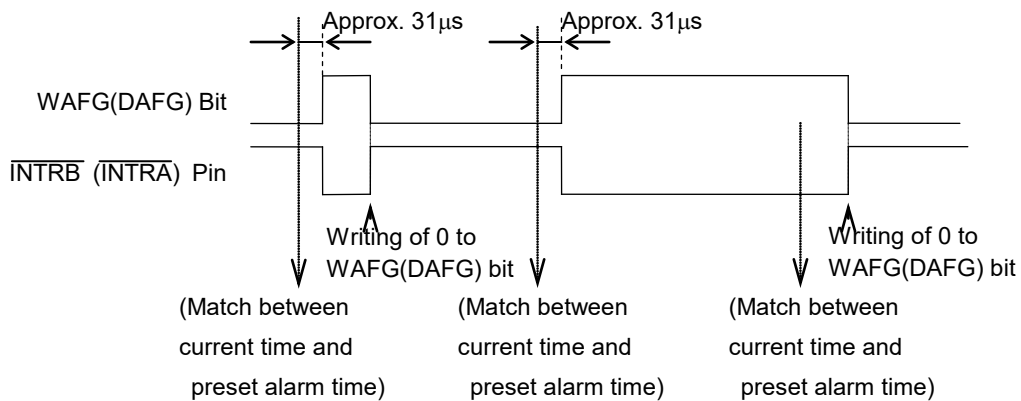 Approx. 31μs
Approx. 31μs
WAFG(DAFG) Bit
INTRB (INTRA) Pin
Writing of 0 to
WAFG(DAFG) bit
Writing of 0 to
WAFG(DAFG) bit
(Match between
current time and
preset alarm time)
(Match between
current time and
preset alarm time)
(Match between
current time and
preset alarm time)